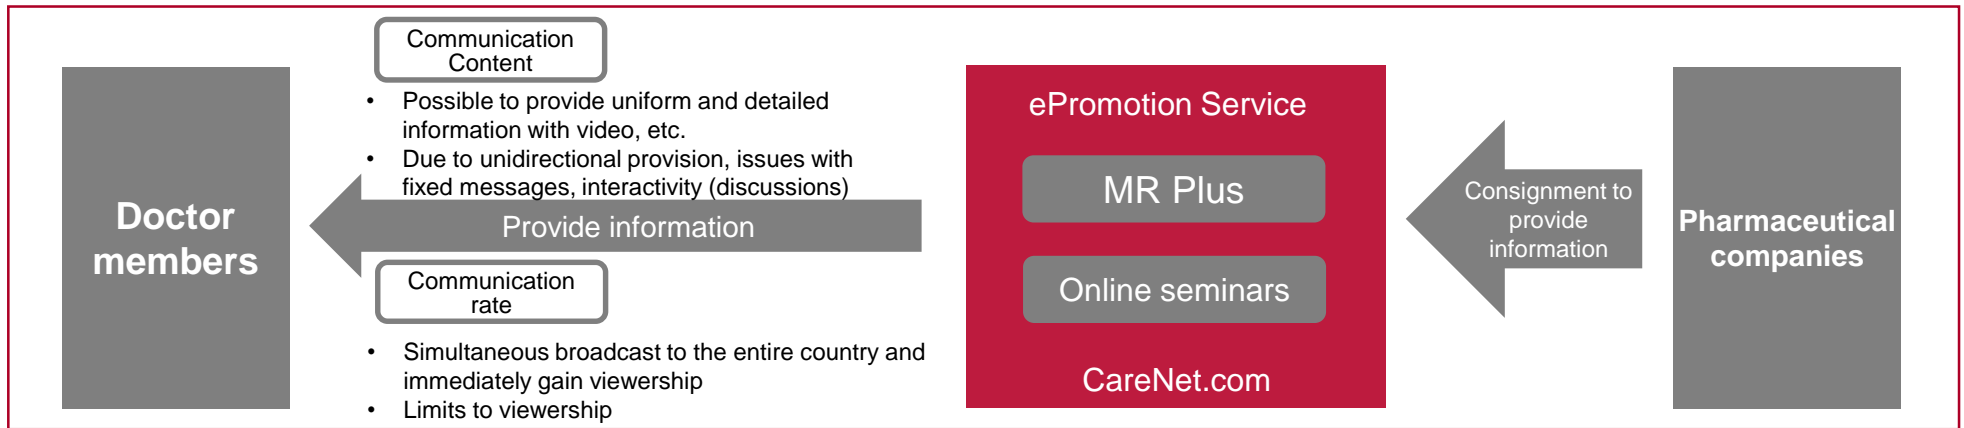 Doctor
members
Communication
Content
• Possible to provide uniform and detailed
information with video, etc.
• Due to unidirectional provision, issues with
fixed messages, interactivity (discussions)
Provide information
Communication
rate
• Simultaneous broadcast to the entire country and
immediately gain viewership
• Limits to viewership
ePromotion Service
MR Plus
Online seminars
CareNet.com
Consignment to
provide
information
Pharmaceutical
companies